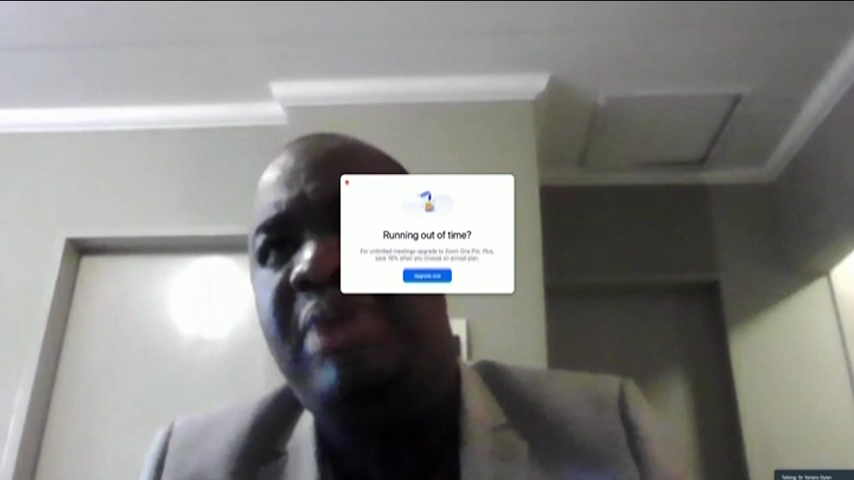 Running out of time?
For unlimited meetings upgrade to Zoom One Pro. Plus,
save 16% when you choose an annual plan.
Upgrade now
Talking: